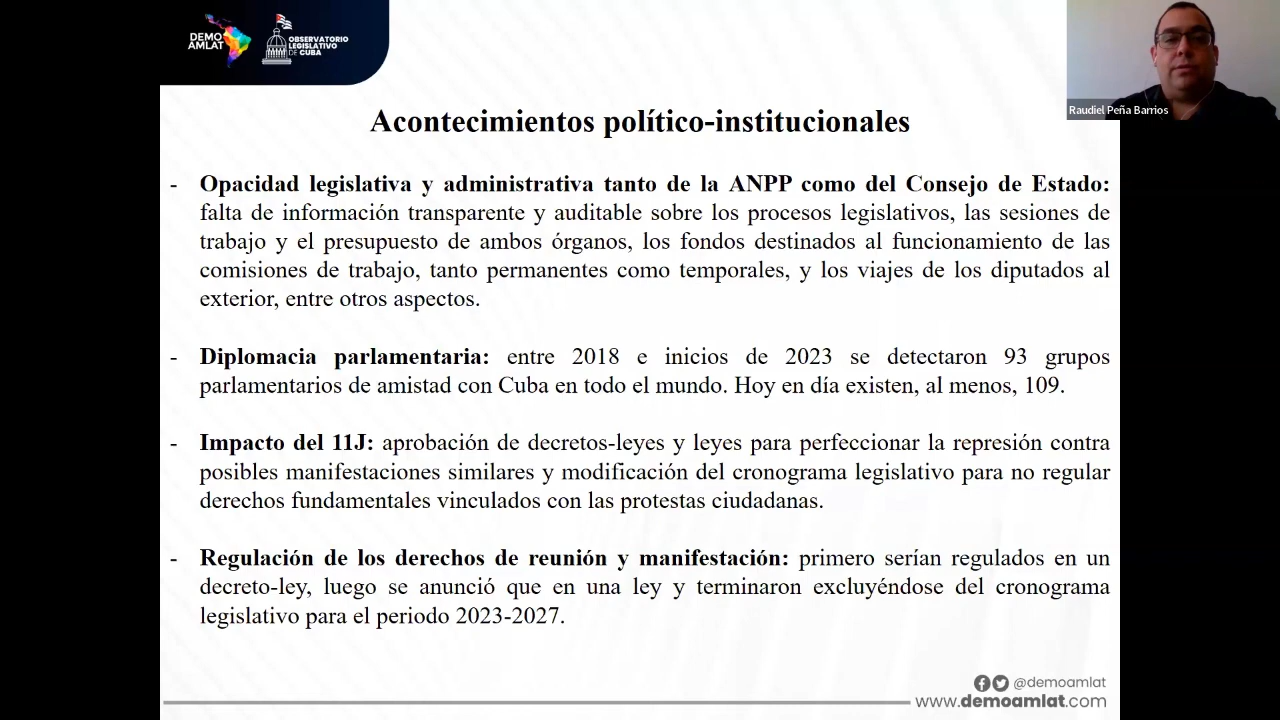 DEMO
AMLAT
OBSERVATORIO
LEGISLATIVO
DE CUBA
Raudiel Peña Barrios
Acontecimientos político-institucionales
- Opacidad legislativa y administrativa tanto de la ANPP como del Consejo de Estado:
falta de información transparente y auditable sobre los procesos legislativos, las sesiones de
trabajo y el presupuesto de ambos órganos, los fondos destinados al funcionamiento de las
comisiones de trabajo, tanto permanentes como temporales, y los viajes de los diputados al
exterior, entre otros aspectos.
- Diplomacia parlamentaria: entre 2018 e inicios de 2023 se detectaron 93 grupos
parlamentarios de amistad con Cuba en todo el mundo. Hoy en día existen, al menos, 109.
- Impacto del 11J: aprobación de decretos-leyes y leyes para perfeccionar la represión contra
posibles manifestaciones similares y modificación del cronograma legislativo para no regular
derechos fundamentales vinculados con las protestas ciudadanas.
- Regulación de los derechos de reunión y manifestación: primero serían regulados en un
decreto-ley, luego se anunció que en una ley y terminaron excluyéndose del cronograma
legislativo para el periodo 2023-2027.
@demoamlat
www.demoamlat.com